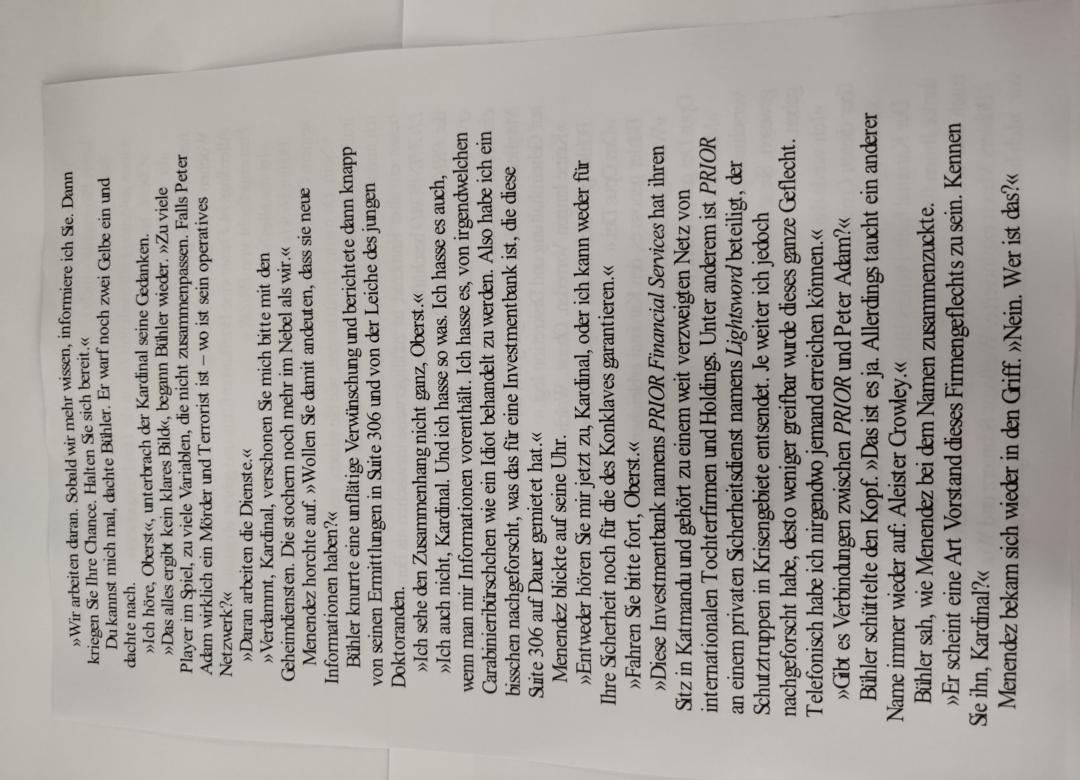 »Wir arbeiten daran. Sobald wir mehr wissen, informiere ich Sie. Dann
kriegen Sie Ihre Chance. Halten Sie sich bereit.«
Du kannst mich mal, dachte Bühler. Er warf noch zwei Gelbe ein und
dachte nach.
»Ich höre, Oberst«, unterbrach der Kardinal seine Gedanken.
»Das alles ergibt kein klares Bild«, begann Bühler wieder. »Zu viele
Player im Spiel, zu viele Variablen, die nicht zusammenpassen. Falls Peter
Adam wirklich ein Mörder und Terrorist ist – wo ist sein operatives
Netzwerk?«
»Daran arbeiten die Dienste.«
»Verdammt, Kardinal, verschonen Sie mich bitte mit den
Geheimdiensten. Die stochern noch mehr im Nebel als wir.«
Menendez horchte auf. »Wollen Sie damit andeuten, dass sie neue
Informationen haben?«
Bühler knurrte eine unflätige Verwünschung und berichtete dann knapp
von seinen Ermittlungen in Suite 306 und von der Leiche des jungen
Doktoranden.
»Ich sehe den Zusammenhang nicht ganz, Oberst.«
»Ich auch nicht, Kardinal. Und ich hasse so was. Ich hasse es auch,
wenn man mir Informationen vorenthält. Ich hasse es, von irgendwelchen
Carabinieribürschchen wie ein Idiot behandelt zu werden. Also habe ich ein
bisschen nachgeforscht, was das für eine Investmentbank ist, die diese
Suite 306 auf Dauer gemietet hat.«
Menendez blickte auf seine Uhr.
»Entweder hören Sie mir jetzt zu, Kardinal, oder ich kann weder für
Ihre Sicherheit noch für die des Konklaves garantieren.«
»Fahren Sie bitte fort, Oberst.«
»Diese Investmentbank namens PRIOR Financial Services hat ihren
Sitz in Katmandu und gehört zu einem weit verzweigten Netz von
internationalen Tochterfirmen und Holdings. Unter anderem ist PRIOR
an einem privaten Sicherheitsdienst namens Lightsword beteiligt, der
Schutztruppen in Krisengebiete entsendet. Je weiter ich jedoch
nachgeforscht habe, desto weniger greifbar wurde dieses ganze Geflecht.
Telefonisch habe ich nirgendwo jemand erreichen können.«
»Gibt es Verbindungen zwischen PRIOR und Peter Adam?«
Bühler schüttelte den Kopf. »Das ist es ja. Allerdings taucht ein anderer
Name immer wieder auf: Aleister Crowley.«
Bühler sah, wie Menendez bei dem Namen zusammenzuckte.
»Er scheint eine Art Vorstand dieses Firmengeflechts zu sein. Kennen
Sie ihn, Kardinal?«
Menendez bekam sich wieder in den Griff. »Nein. Wer ist das?«